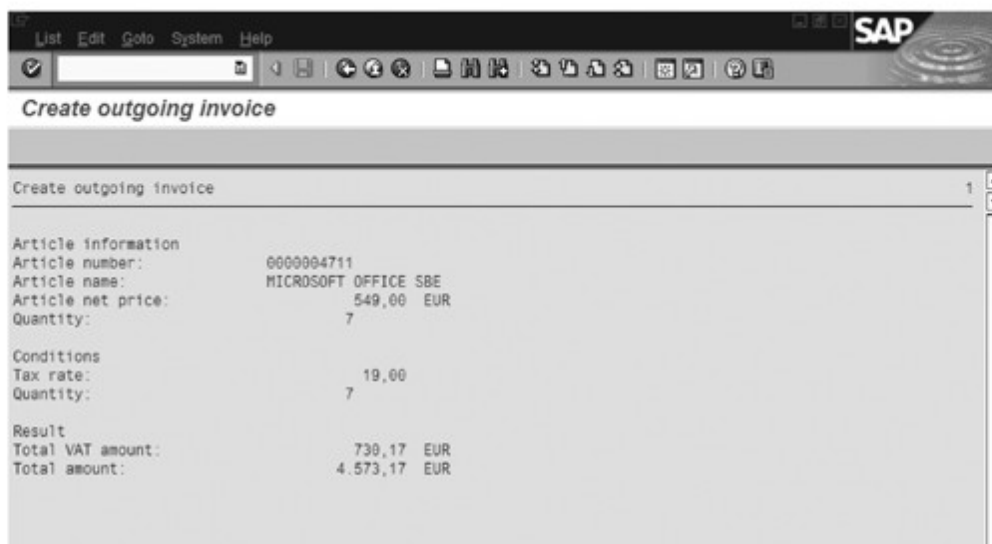 List Edit Goto System Help
SAP
Create outgoing invoice
Create outgoing invoice 1
Article information
Article number: 0000004711
Article name: MICROSOFT OFFICE SBE
Article net price: 549,00 EUR
Quantity: 7
Conditions
Tax rate: 19,00
Quantity: 7
Result
Total VAT amount: 730,17 EUR
Total amount: 4.573,17 EUR